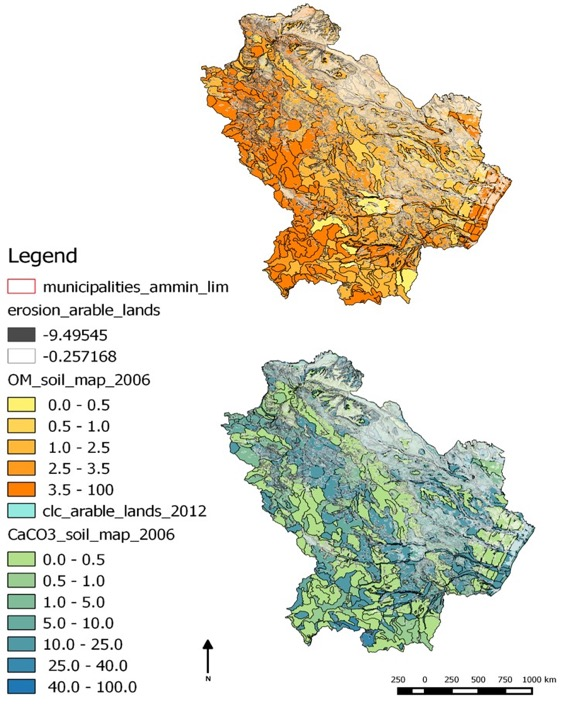 Legend
municipalities_ammin_lim
erosion_arable_lands
-9.49545
-0.257168
OM_soil_map_2006
0.0 - 0.5
0.5 - 1.0
1.0 - 2.5
2.5 - 3.5
3.5 - 100
clc_arable_lands_2012
CaCO3_soil_map_2006
0.0 - 0.5
0.5 - 1.0
1.0 - 5.0
5.0 - 10.0
10.0 - 25.0
25.0 - 40.0
40.0 - 100.0
N
250 0 250 500 750 1000 km